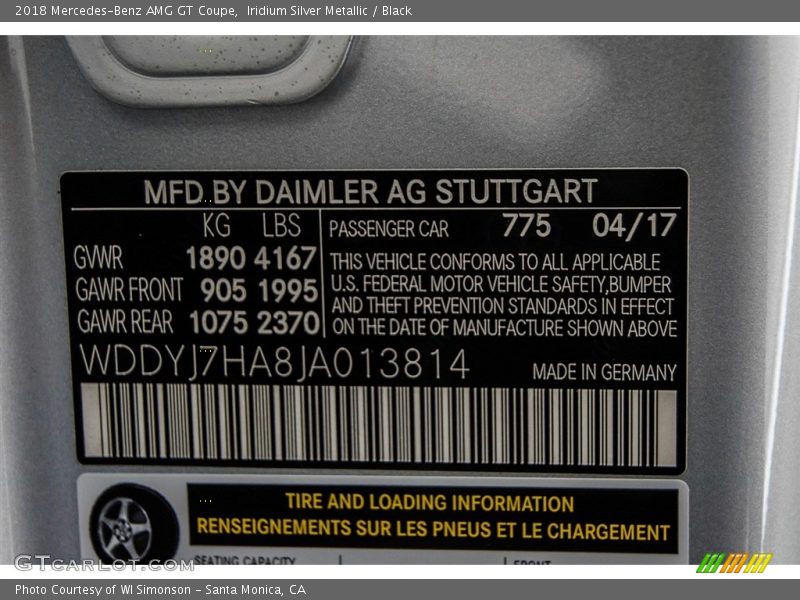 2018 Mercedes-Benz AMG GT Coupe, Iridium Silver Metallic / Black
MFD.BY DAIMLER AG STUTTGART
KG LBS
PASSENGER CAR 775 04/17
GVWR 1890 4167
GAWR FRONT 905 1995
GAWR REAR 1075 2370
THIS VEHICLE CONFORMS TO ALL APPLICABLE
U.S. FEDERAL MOTOR VEHICLE SAFETY,BUMPER
AND THEFT PREVENTION STANDARDS IN EFFECT
ON THE DATE OF MANUFACTURE SHOWN ABOVE
WDDYJ7HA8JA013814
MADE IN GERMANY
TIRE AND LOADING INFORMATION
RENSEIGNEMENTS SUR LES PNEUS ET LE CHARGEMENT
SEATING CAPACITY
FRONT
GTcarlot.com
Photo Courtesy of WI Simonson - Santa Monica, CA